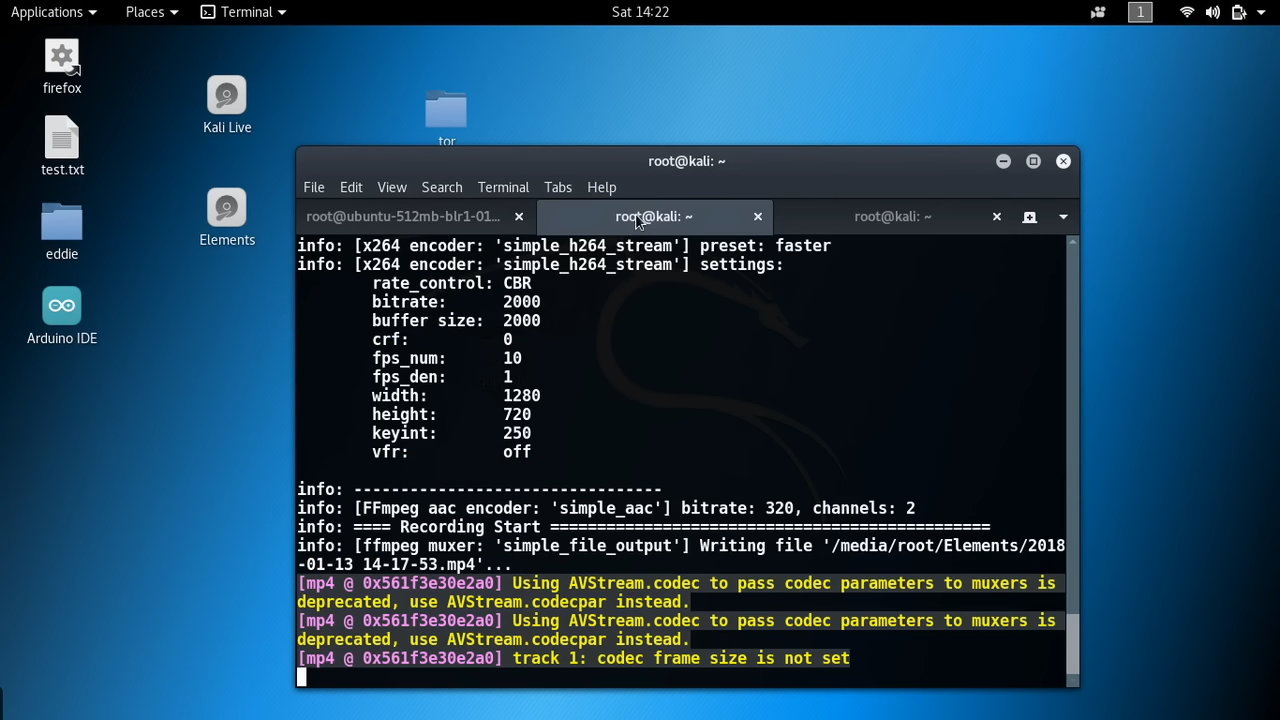 Applications Places Terminal Sat 14:22 1
firefox
Kali Live
tor
test.txt
eddie
Elements
Arduino IDE
root@kali: ~
File Edit View Search Terminal Tabs Help
root@ubuntu-512mb-blr1-01... root@kali: ~ root@kali: ~
info: [x264 encoder: 'simple_h264_stream'] preset: faster
info: [x264 encoder: 'simple_h264_stream'] settings:
rate_control: CBR
bitrate: 2000
buffer size: 2000
crf: 0
fps_num: 10
fps_den: 1
width: 1280
height: 720
keyint: 250
vfr: off
info: ---------------------------------
info: [FFmpeg aac encoder: 'simple_aac'] bitrate: 320, channels: 2
info: ==== Recording Start ===============================================
info: [ffmpeg muxer: 'simple_file_output'] Writing file '/media/root/Elements/2018
-01-13 14-17-53.mp4'...
[mp4 @ 0x561f3e30e2a0] Using AVStream.codec to pass codec parameters to muxers is
deprecated, use AVStream.codecpar instead.
[mp4 @ 0x561f3e30e2a0] Using AVStream.codec to pass codec parameters to muxers is
deprecated, use AVStream.codecpar instead.
[mp4 @ 0x561f3e30e2a0] track 1: codec frame size is not set